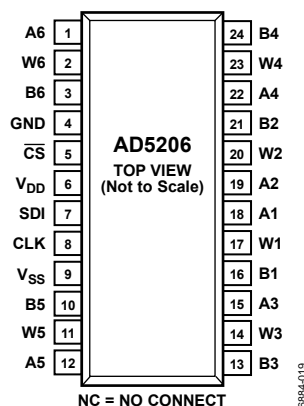 A6 1 24 B4
W6 2 23 W4
B6 3 22 A4
GND 4 21 B2
CS 5 20 W2
VDD 6 19 A2
SDI 7 18 A1
CLK 8 17 W1
VSS 9 16 B1
B5 10 15 A3
W5 11 14 W3
A5 12 13 B3
AD5206
TOP VIEW
(Not to Scale)
NC = NO CONNECT